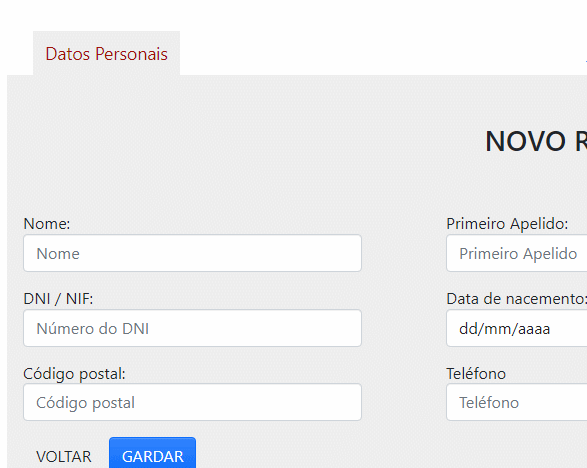 Datos Personais
NOVO R
Nome:
Primeiro Apelido:
Nome
Primeiro Apelido
DNI / NIF:
Data de nacemento:
Número do DNI
dd/mm/aaaa
Código postal:
Teléfono
Código postal
Teléfono
VOLTAR
GARDAR